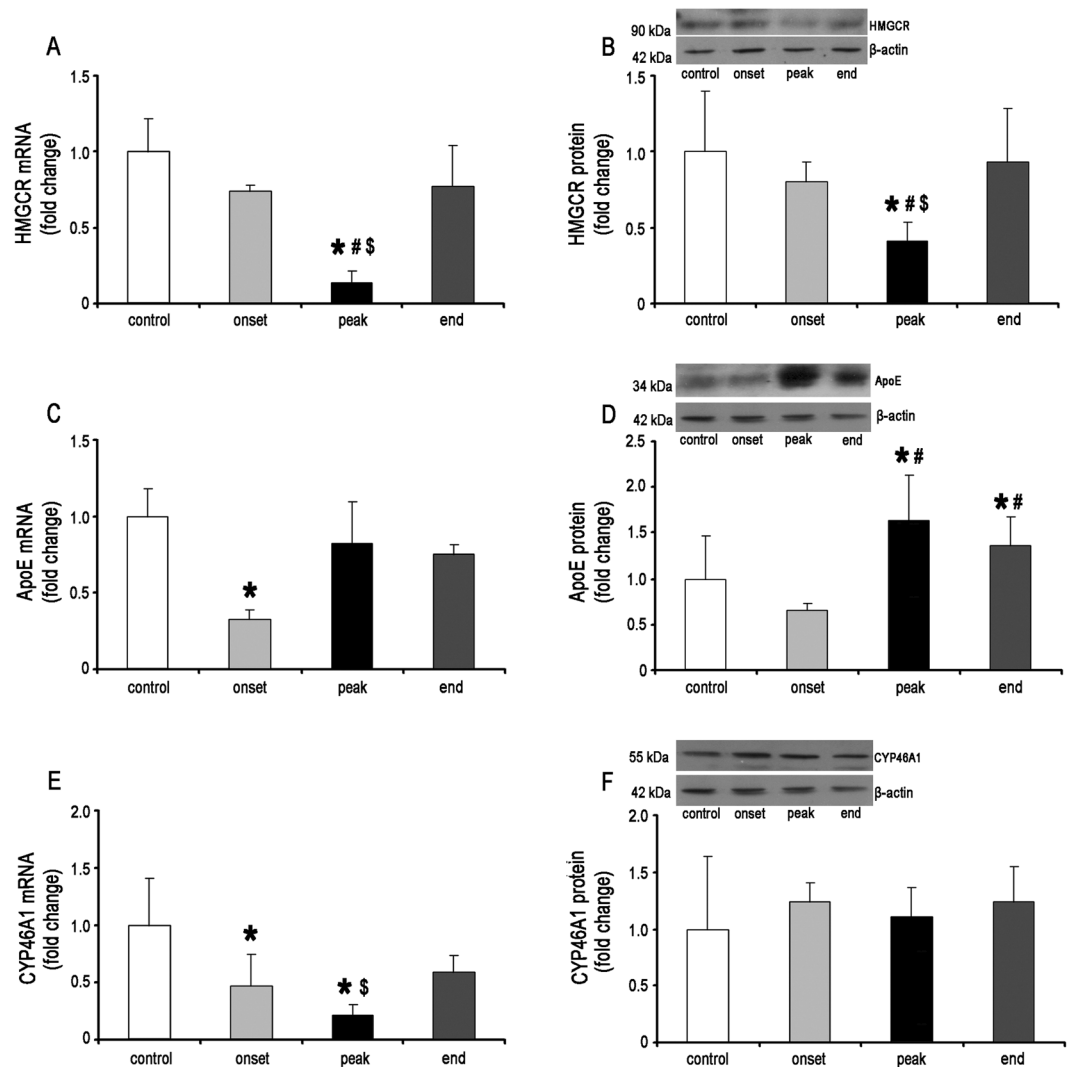 A
HMGCR mRNA
(fold change)
1.5
1.0
0.5
0
* # $
control onset peak end
B
90 kDa HMGCR
42 kDa β-actin
control onset peak end
HMGCR protein
(fold change)
1.5
1.0
0.5
0
* # $
control onset peak end
C
ApoE mRNA
(fold change)
1.5
1.0
0.5
0
*
control onset peak end
D
34 kDa ApoE
42 kDa β-actin
control onset peak end
ApoE protein
(fold change)
2.5
2.0
1.5
1.0
0.5
0
* #
* #
control onset peak end
E
CYP46A1 mRNA
(fold change)
2.0
1.5
1.0
0.5
0
*
* $
control onset peak end
F
55 kDa CYP46A1
42 kDa β-actin
control onset peak end
CYP46A1 protein
(fold change)
2.0
1.5
1.0
0.5
0
control onset peak end